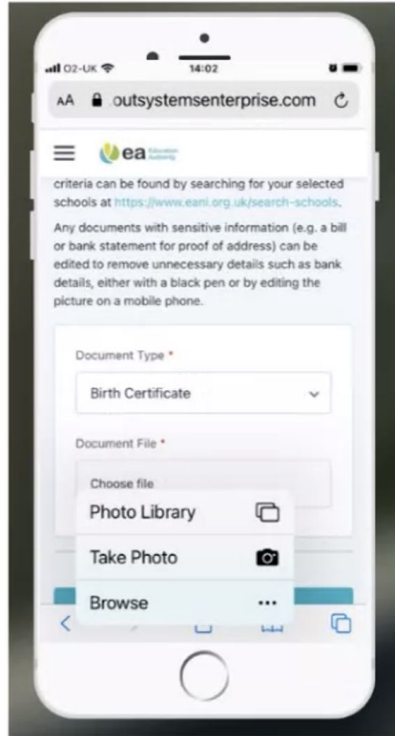 O2-UK
14:02
AA
.outsystemsenterprise.com
ea Education Authority
criteria can be found by searching for your selected
schools at https://www.eani.org.uk/search-schools.
Any documents with sensitive information (e.g. a bill
or bank statement for proof of address) can be
edited to remove unnecessary details such as bank
details, either with a black pen or by editing the
picture on a mobile phone.
Document Type *
Birth Certificate
Document File *
Choose file
Photo Library
Take Photo
Browse